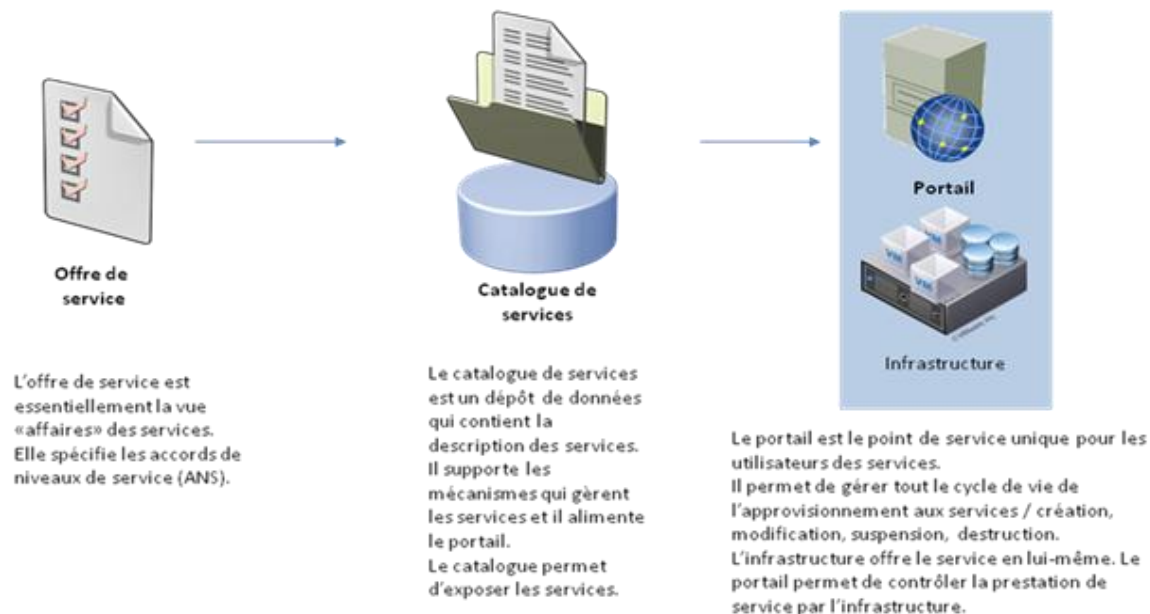 Offre de
service
L'offre de service est
essentiellement la vue
«affaires» des services.
Elle spécifie les accords de
niveaux de service (ANS).
Catalogue de
services
Le catalogue de services
est un dépôt de données
qui contient la
description des services.
Il supporte les
mécanismes qui gèrent
les services et il alimente
le portail.
Le catalogue permet
d'exposer les services.
Portail
VM
VM
VM
© VMware, Inc.
Infrastructure
Le portail est le point de service unique pour les
utilisateurs des services.
Il permet de gérer tout le cycle de vie de
l'approvisionnement aux services / création,
modification, suspension, destruction.
L'infrastructure offre le service en lui-même. Le
portail permet de contrôler la prestation de
service par l'infrastructure.